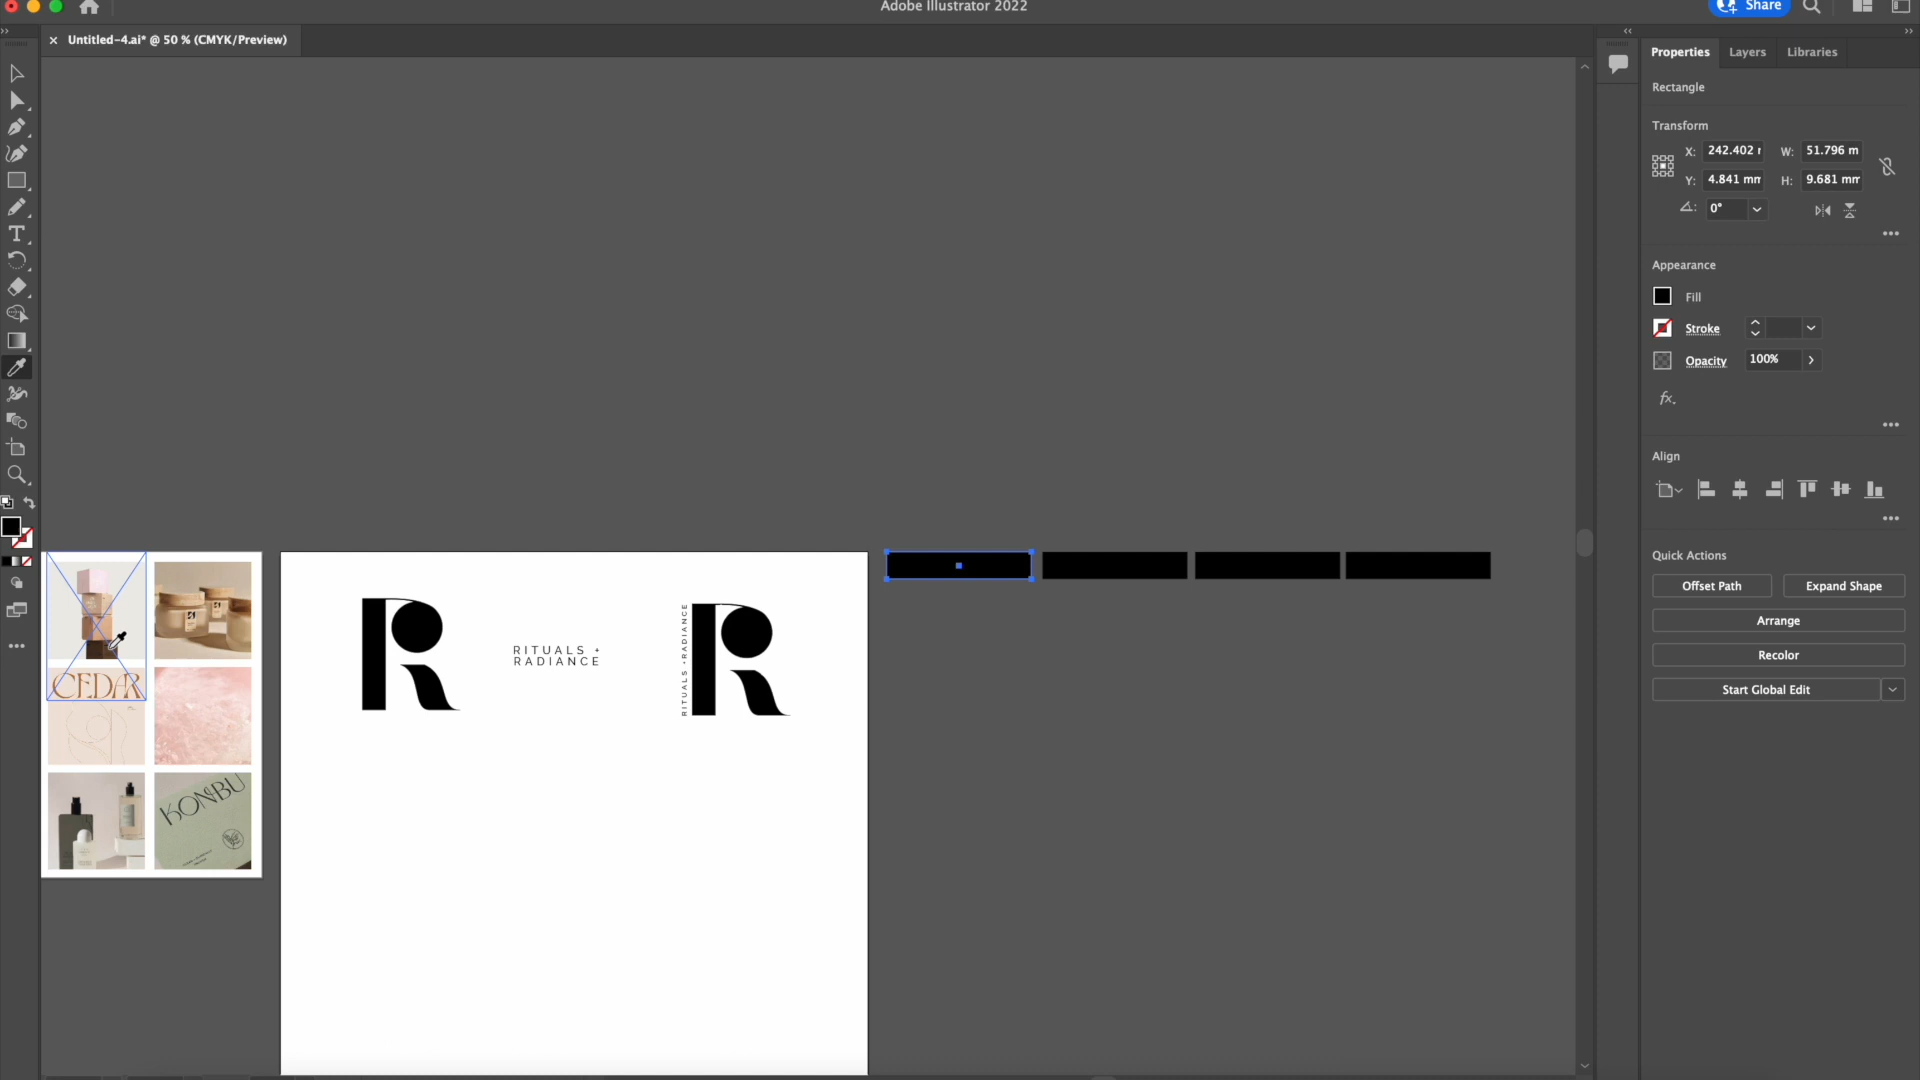 Adobe Illustrator 2022
Share
Untitled-4.ai* @ 50 % (CMYK/Preview)
Properties
Layers
Libraries
Rectangle
Transform
X: 242.402 W: 51.796 m
Y: 4.841 mm H: 9.681 mm
0°
Appearance
Fill
Stroke
Opacity 100%
fx.
Align
Quick Actions
Offset Path
Expand Shape
Arrange
Recolor
Start Global Edit
CEDAR
KONBU
R
RITUALS +
RADIANCE
RITUALS +RADIANCE
R